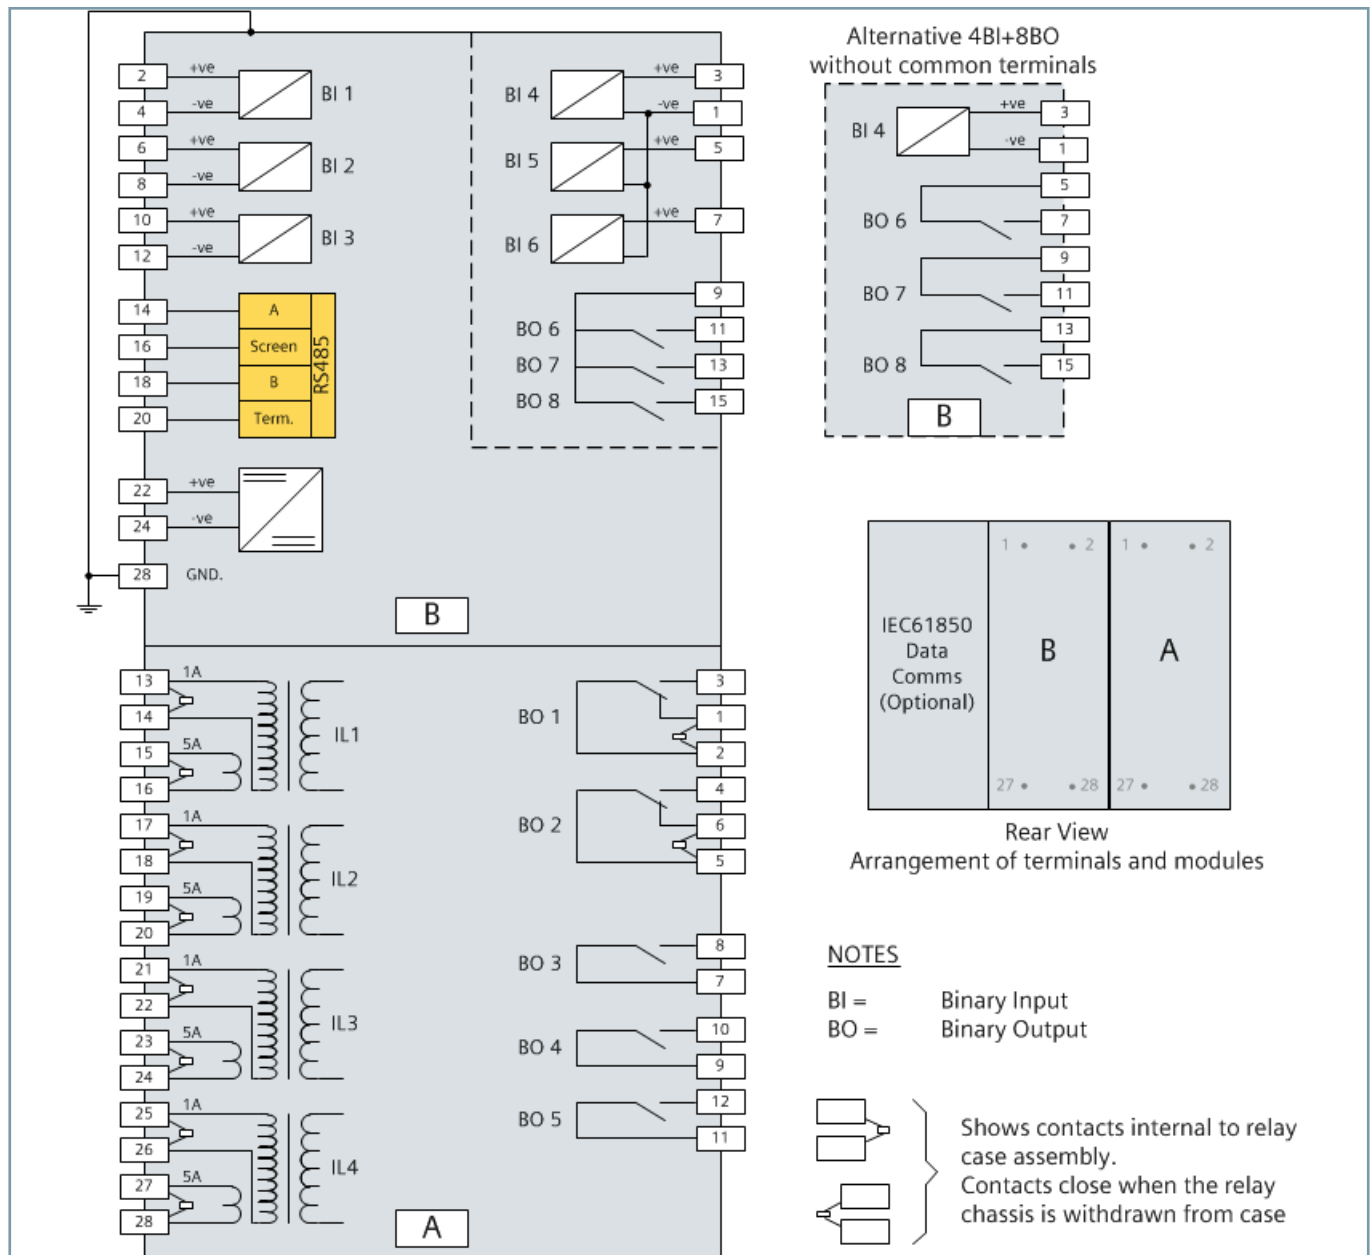 Alternative 4BI+8BO
without common terminals
2 +ve
BI 1
4 -ve
6 +ve
BI 2
8 -ve
10 +ve
BI 3
12 -ve
14 A
16 Screen
18 B
20 Term.
RS485
22 +ve
24 -ve
28 GND.
B
BI 4 +ve 3
-ve 1
BI 5 +ve 5
BI 6 +ve 7
9
BO 6 11
BO 7 13
BO 8 15
BI 4 +ve 3
-ve 1
5
BO 6 7
9
BO 7 11
13
BO 8 15
B
13 1A
14
IL1
15 5A
16
17 1A
18
IL2
19 5A
20
21 1A
22
IL3
23 5A
24
25 1A
26
IL4
27 5A
28
A
3
BO 1 1
2
4
BO 2 6
5
BO 3 8
7
BO 4 10
9
BO 5 12
11
IEC61850
Data
Comms
(Optional)
1 2 1 2
B A
27 28 27 28
Rear View
Arrangement of terminals and modules
NOTES
BI = Binary Input
BO = Binary Output
Shows contacts internal to relay
case assembly.
Contacts close when the relay
chassis is withdrawn from case